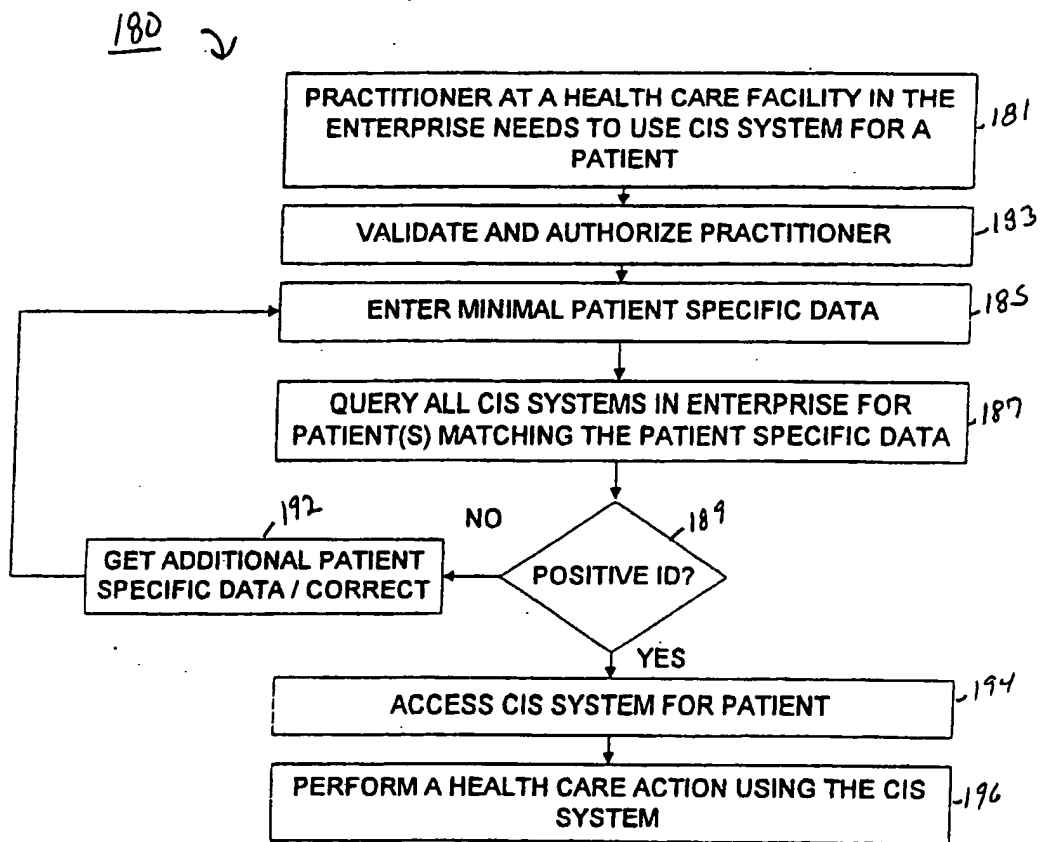 180
PRACTITIONER AT A HEALTH CARE FACILITY IN THE
ENTERPRISE NEEDS TO USE CIS SYSTEM FOR A
PATIENT
181
VALIDATE AND AUTHORIZE PRACTITIONER
183
ENTER MINIMAL PATIENT SPECIFIC DATA
185
QUERY ALL CIS SYSTEMS IN ENTERPRISE FOR
PATIENT(S) MATCHING THE PATIENT SPECIFIC DATA
187
192
NO
189
GET ADDITIONAL PATIENT
SPECIFIC DATA / CORRECT
POSITIVE ID?
YES
ACCESS CIS SYSTEM FOR PATIENT
194
PERFORM A HEALTH CARE ACTION USING THE CIS
SYSTEM
196